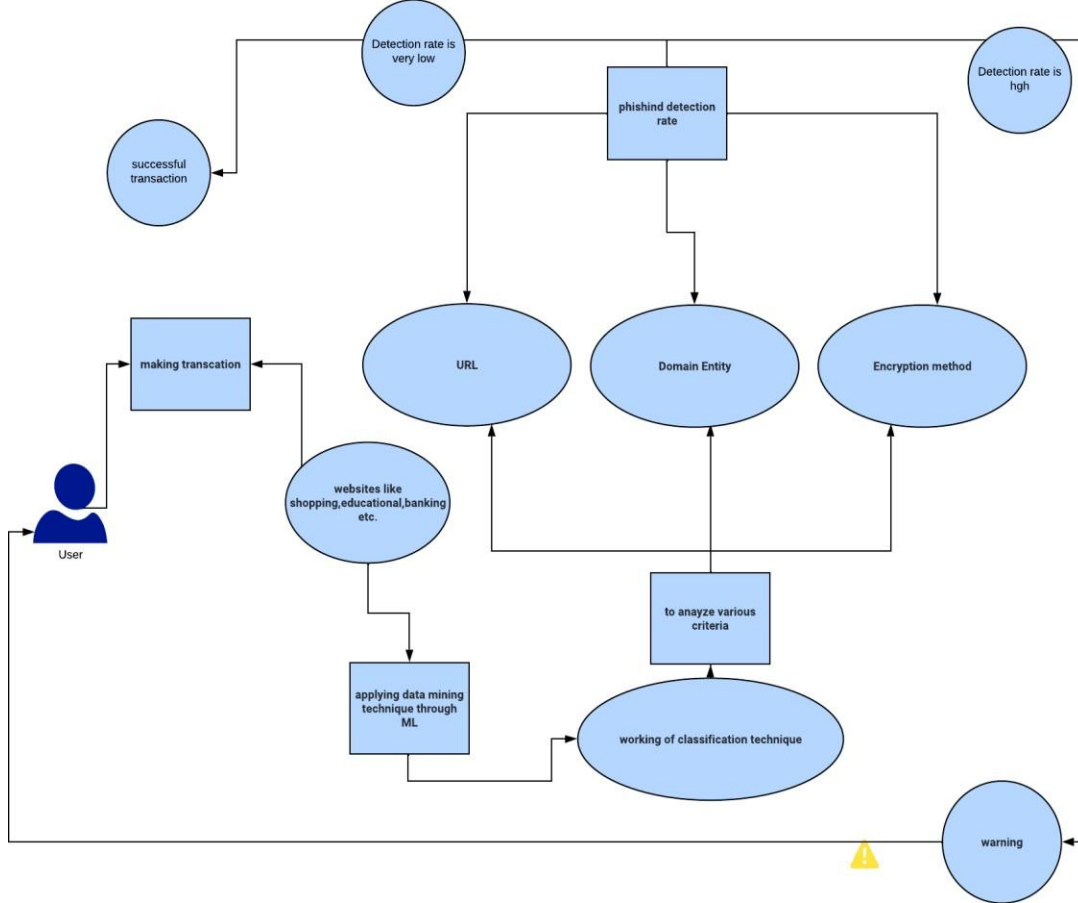 Detection rate is
very low
Detection rate is
hgh
phishind detection
rate
successful
transaction
making transcation
URL
Domain Entity
Encryption method
websites like
shopping,educational,banking
etc.
User
to anayze various
criteria
applying data mining
technique through
ML
working of classification technique
warning